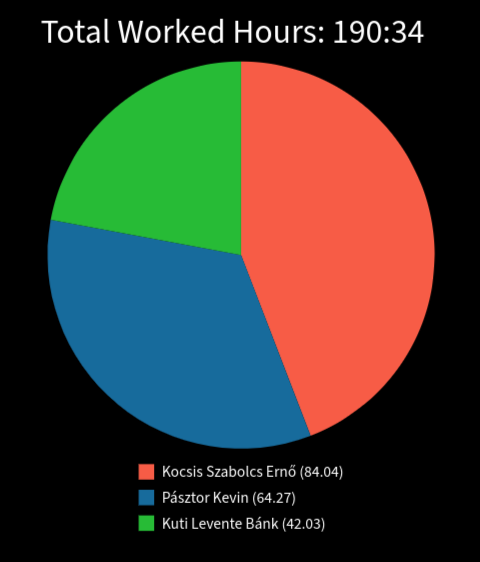 Total Worked Hours: 190:34
Kocsis Szabolcs Ernő (84.04)
Pásztor Kevin (64.27)
Kuti Levente Bánk (42.03)